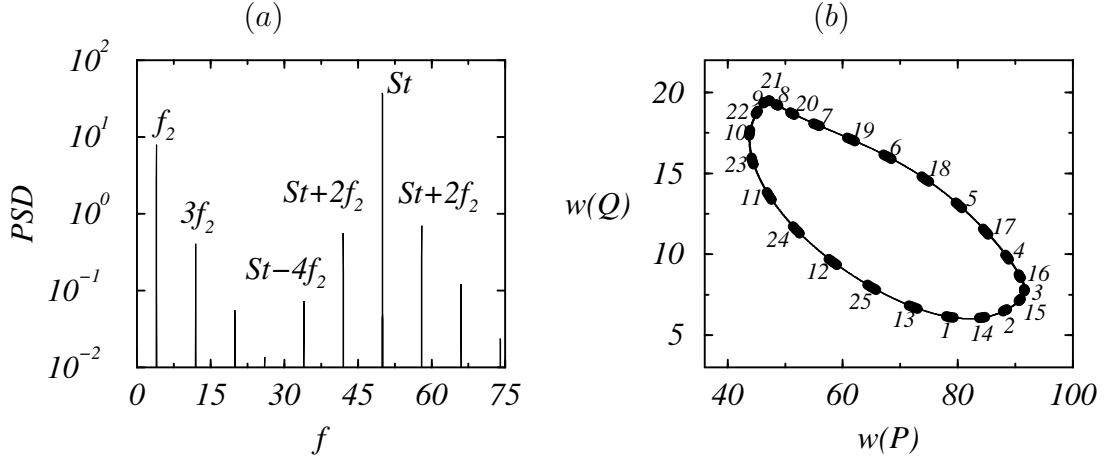 (a)
PSD
10^2
10^1
10^0
10^-1
10^-2
f_2
3f_2
St−4f_2
St+2f_2
St
St+2f_2
0 15 30 45 60 75
f
(b)
w(Q)
20
15
10
5
21
9 8 20
22 7
10 19
6
23 18
11 5
24 17
12 4
25 16
13 3
1 14 2 15
40 60 80 100
w(P)